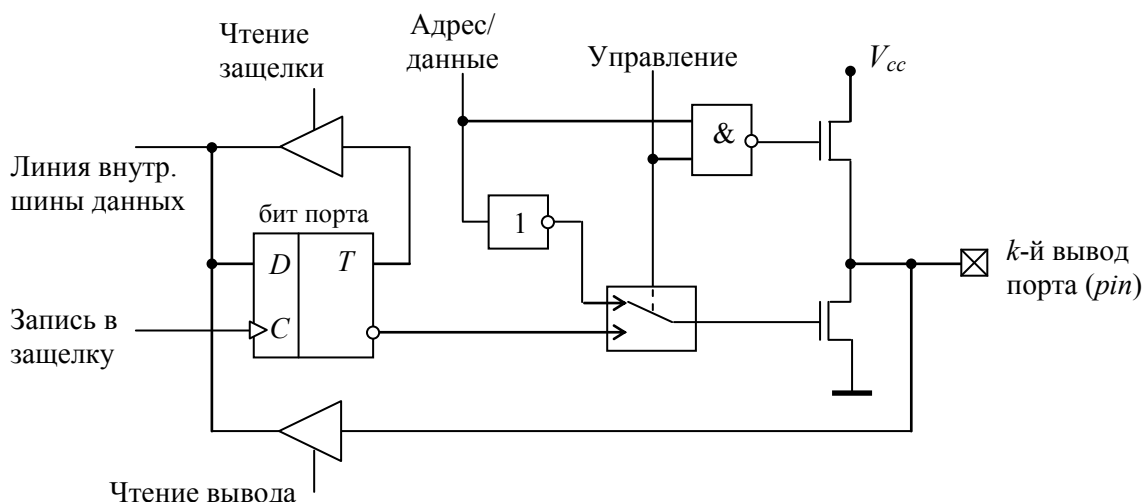 Чтение
защелки
Адрес/
данные
Управление
Vcc
&
Линия внутр.
шины данных
бит порта
1
D
T
k-й вывод
порта (pin)
Запись в
защелку
C
Чтение вывода